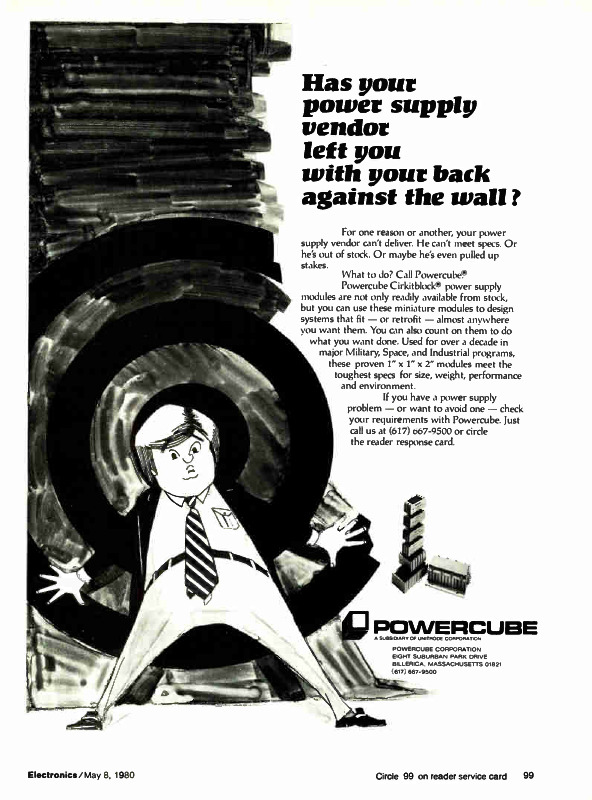 Has your
power supply
vendor
left you
with your back
against the wall?
For one reason or another, your power
supply vendor can't deliver. He can't meet specs. Or
he's out of stock. Or maybe he's even pulled up
stakes.
What to do? Call Powercube®
Powercube Cirkitblock® power supply
modules are not only readily available from stock,
but you can use these miniature modules to design
systems that fit — or retrofit — almost anywhere
you want them. You can also count on them to do
what you want done. Used for over a decade in
major Military, Space, and Industrial programs,
these proven 1" x 1" x 2" modules meet the
toughest specs for size, weight, performance
and environment.
If you have a power supply
problem — or want to avoid one — check
your requirements with Powercube. Just
call us at (617) 667-9500 or circle
the reader response card.
POWERCUBE
A SUBSIDIARY OF UNITRODE CORPORATION
POWERCUBE CORPORATION
EIGHT SUBURBAN PARK DRIVE
BILLERICA, MASSACHUSETTS 01821
(617) 667-9500
Electronics/May 8, 1980
Circle 99 on reader service card 99